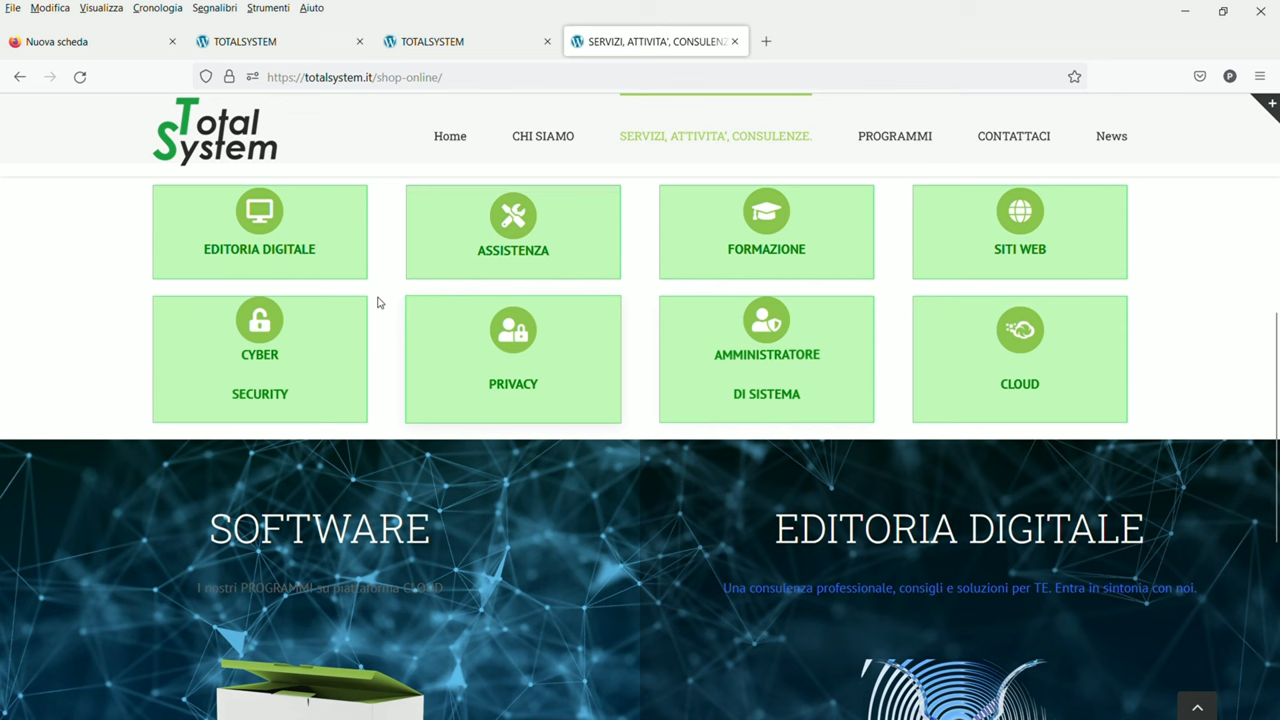 File Modifica Visualizza Cronologia Segnalibri Strumenti Aiuto
Nuova scheda
TOTALSYSTEM
TOTALSYSTEM
SERVIZI, ATTIVITA', CONSULENZ
https://totalsystem.it/shop-online/
P
Total
System
Home
CHI SIAMO
SERVIZI, ATTIVITA', CONSULENZE.
PROGRAMMI
CONTATTACI
News
EDITORIA DIGITALE
ASSISTENZA
FORMAZIONE
SITI WEB
CYBER
SECURITY
PRIVACY
AMMINISTRATORE
DI SISTEMA
CLOUD
SOFTWARE
I nostri PROGRAMMI su piattaforma CLOUD
EDITORIA DIGITALE
Una consulenza professionale, consigli e soluzioni per TE. Entra in sintonia con noi.